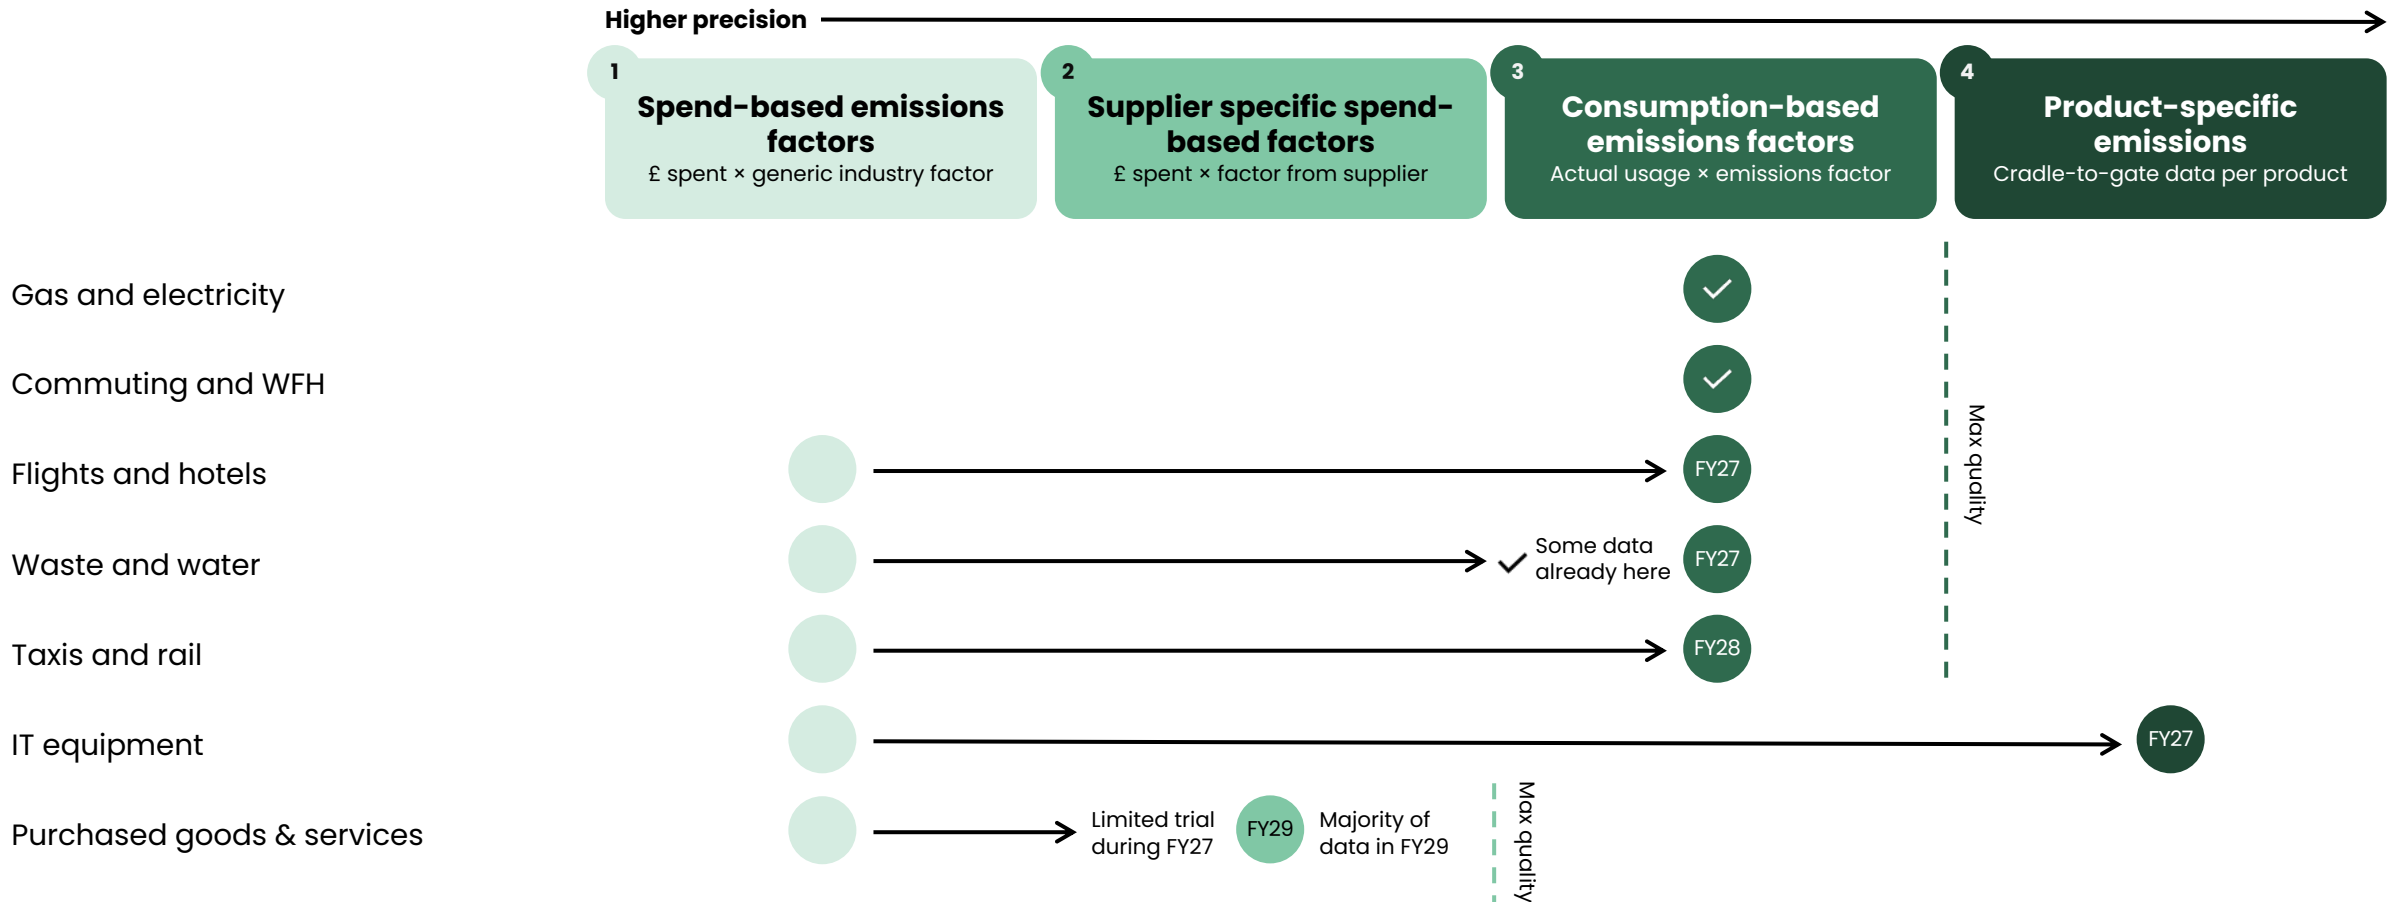 Higher precision
1
Spend-based emissions
factors
£ spent × generic industry factor
2
Supplier specific spend-
based factors
£ spent × factor from supplier
3
Consumption-based
emissions factors
Actual usage × emissions factor
4
Product-specific
emissions
Cradle-to-gate data per product
Gas and electricity
Commuting and WFH
Flights and hotels
FY27
Waste and water
Some data
already here
FY27
Taxis and rail
FY28
Max quality
IT equipment
FY27
Purchased goods & services
Limited trial
during FY27
FY29
Majority of
data in FY29
Max quality